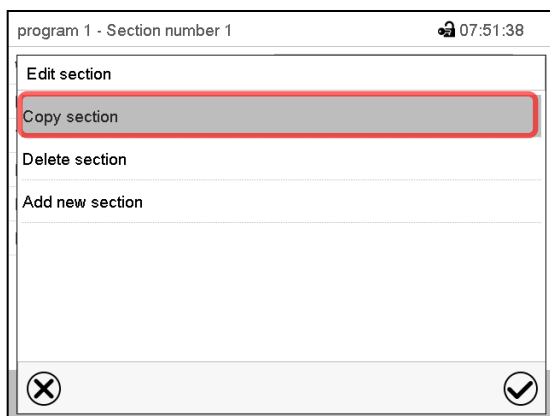 program 1 - Section number 1 07:51:38
Edit section
Copy section
Delete section
Add new section